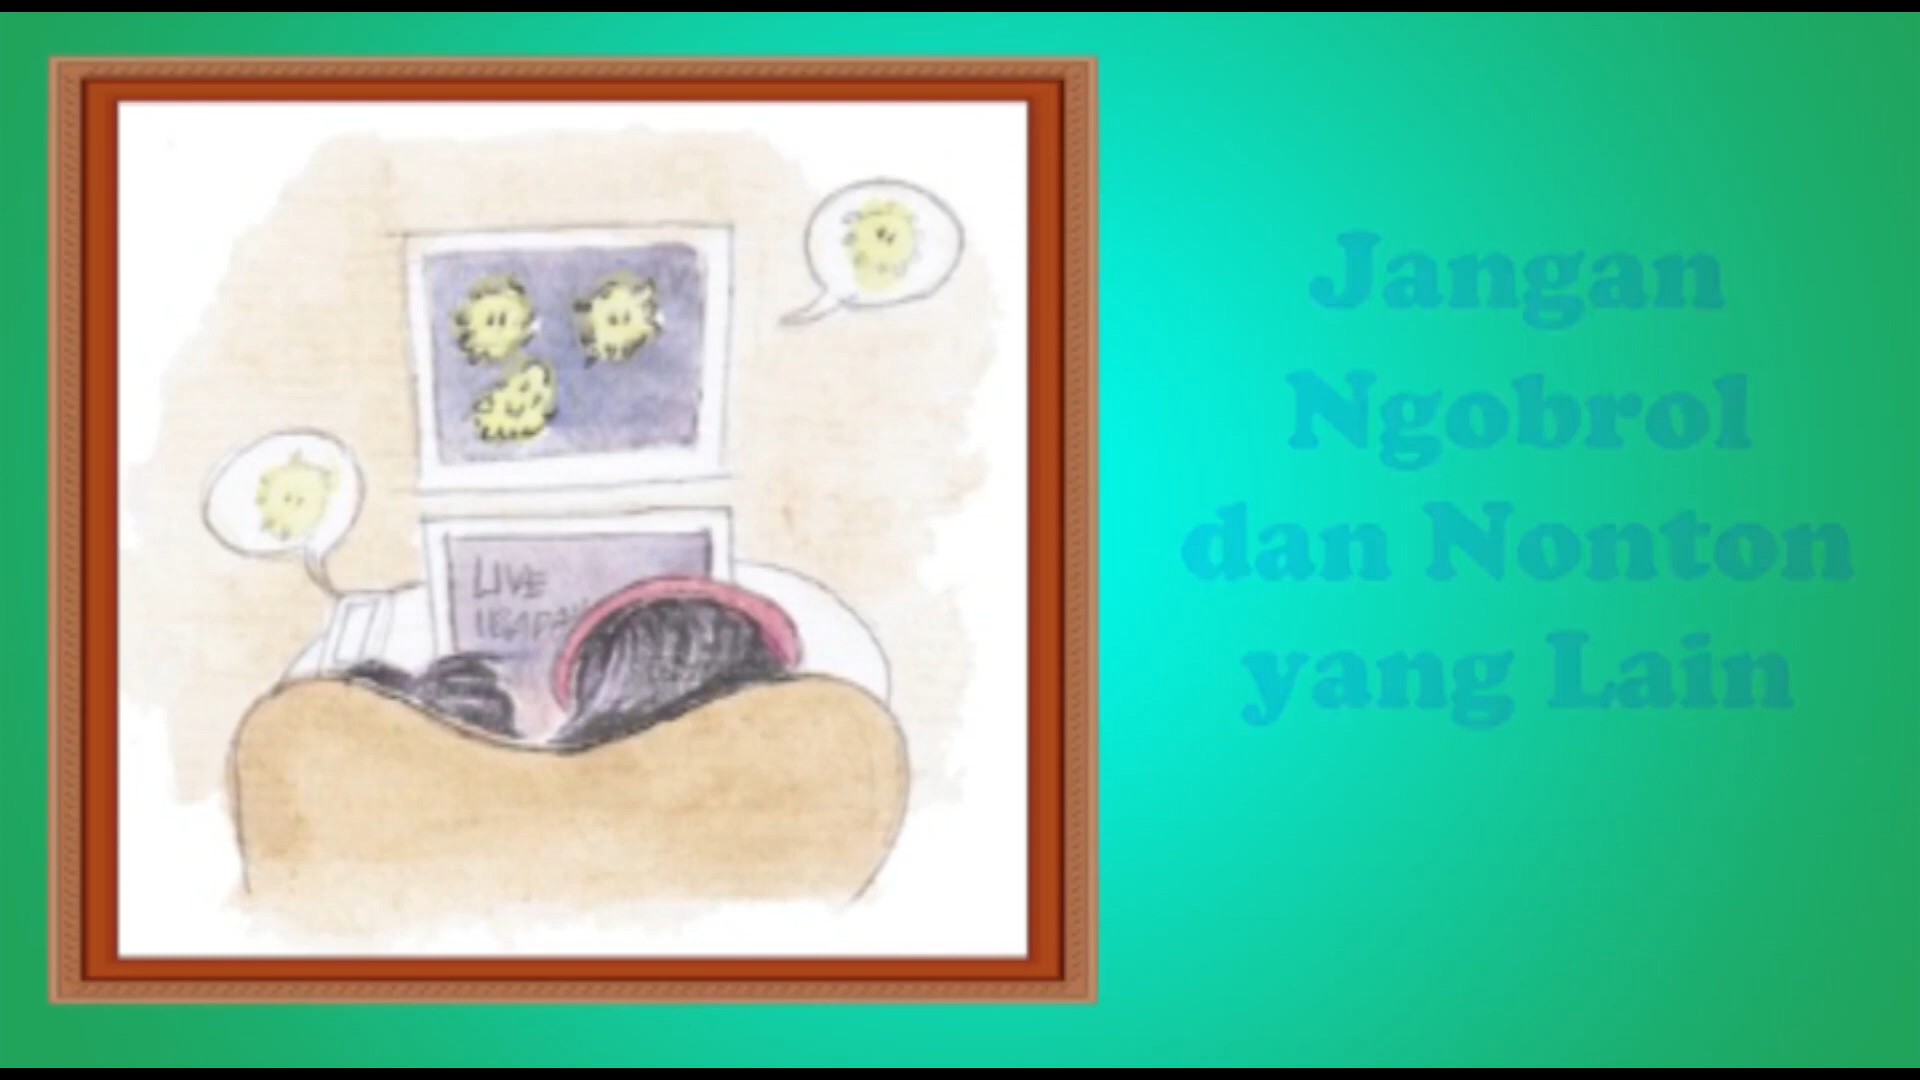 LIVE
Jangan
Ngobrol
dan Nonton
yang Lain